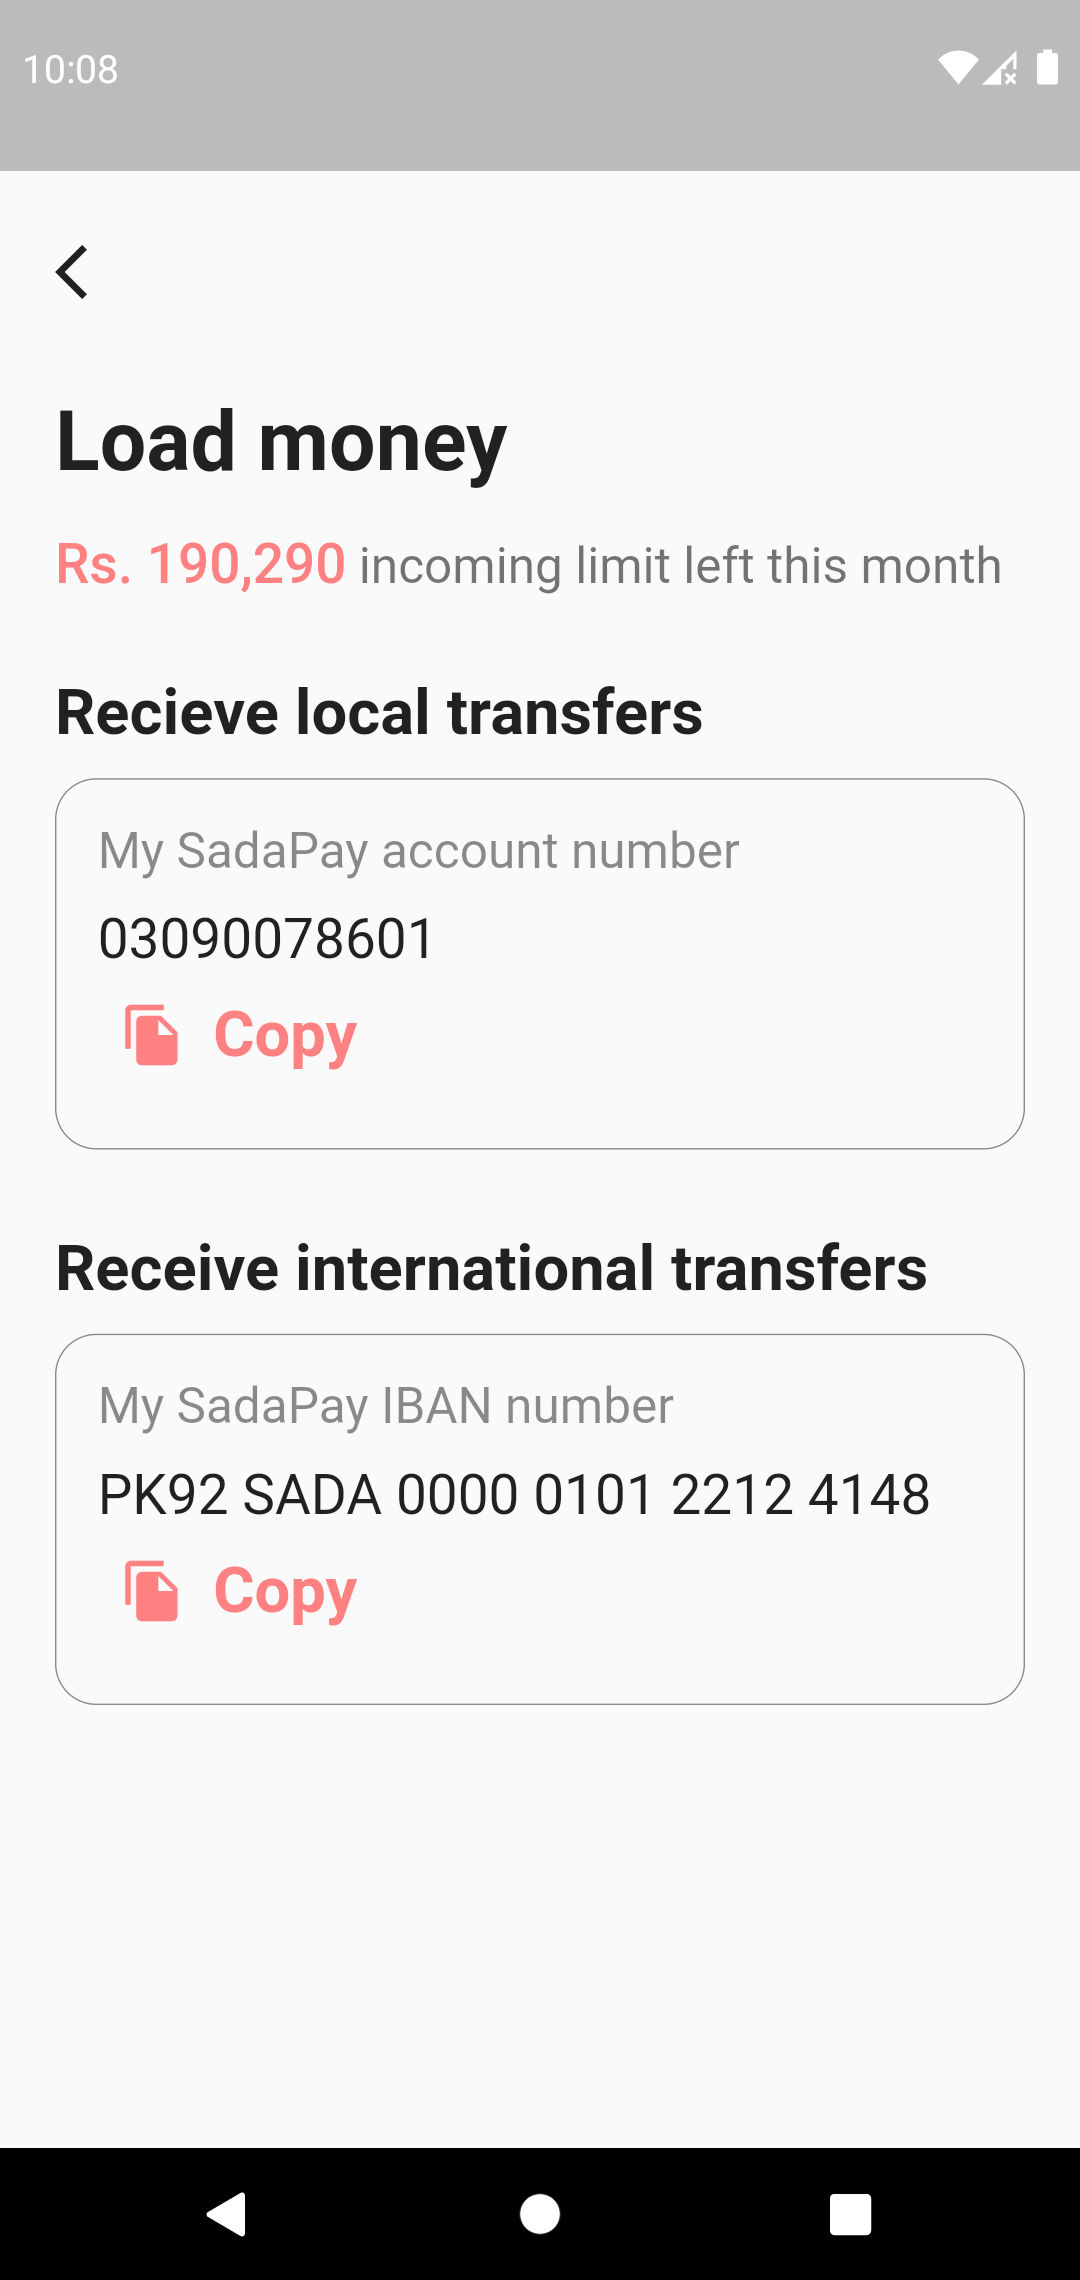 10:08
Load money
Rs. 190,290 incoming limit left this month
Recieve local transfers
My SadaPay account number
03090078601
Copy
Receive international transfers
My SadaPay IBAN number
PK92 SADA 0000 0101 2212 4148
Copy